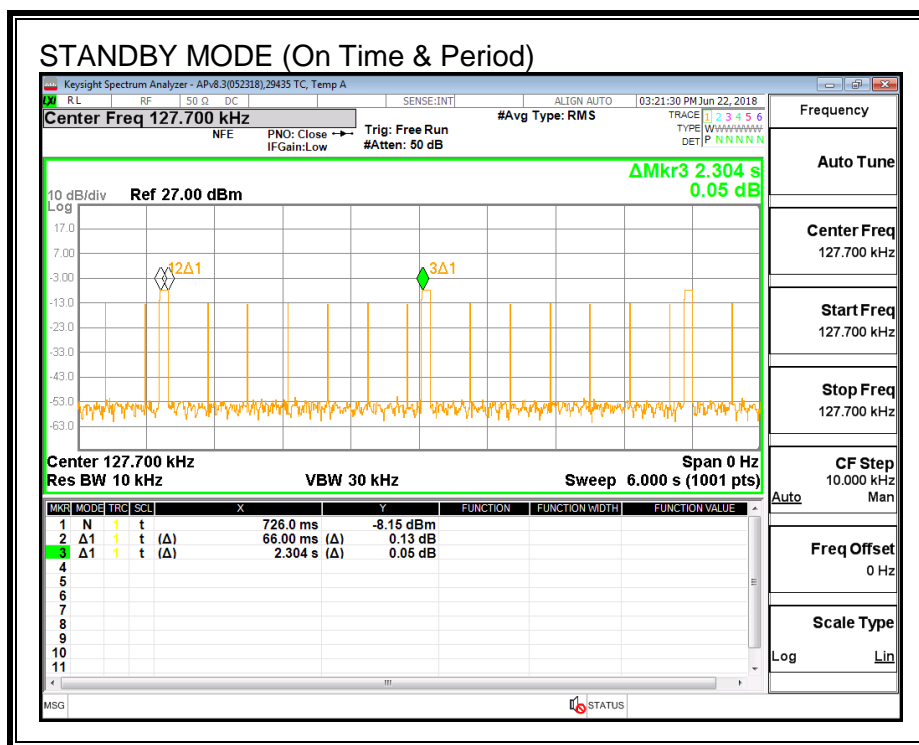 STANDBY MODE (On Time & Period)
Keysight Spectrum Analyzer - APv8.3(052318),29435 TC, Temp A
LXI RL RF 50 Ω DC SENSE:INT ALIGN AUTO 03:21:30 PM Jun 22, 2018
Center Freq 127.700 kHz
NFE
PNO: Close
IFGain:Low
Trig: Free Run
#Atten: 50 dB
#Avg Type: RMS
TRACE 1 2 3 4 5 6
TYPE WWWWWW
DET P N N N N N
ΔMkr3 2.304 s
0.05 dB
10 dB/div Ref 27.00 dBm
Log
17.0
7.00
-3.00
-13.0
-23.0
-33.0
-43.0
-53.0
-63.0
12Δ1
3Δ1
Center 127.700 kHz Span 0 Hz
Res BW 10 kHz VBW 30 kHz Sweep 6.000 s (1001 pts)
MKR MODE TRC SCL X Y FUNCTION FUNCTION WIDTH FUNCTION VALUE
1 N 1 t 726.0 ms -8.15 dBm
2 Δ1 1 t (Δ) 66.00 ms (Δ) 0.13 dB
3 Δ1 1 t (Δ) 2.304 s (Δ) 0.05 dB
4
5
6
7
8
9
10
11
MSG STATUS
Frequency
Auto Tune
Center Freq
127.700 kHz
Start Freq
127.700 kHz
Stop Freq
127.700 kHz
CF Step
10.000 kHz
Auto Man
Freq Offset
0 Hz
Scale Type
Log Lin